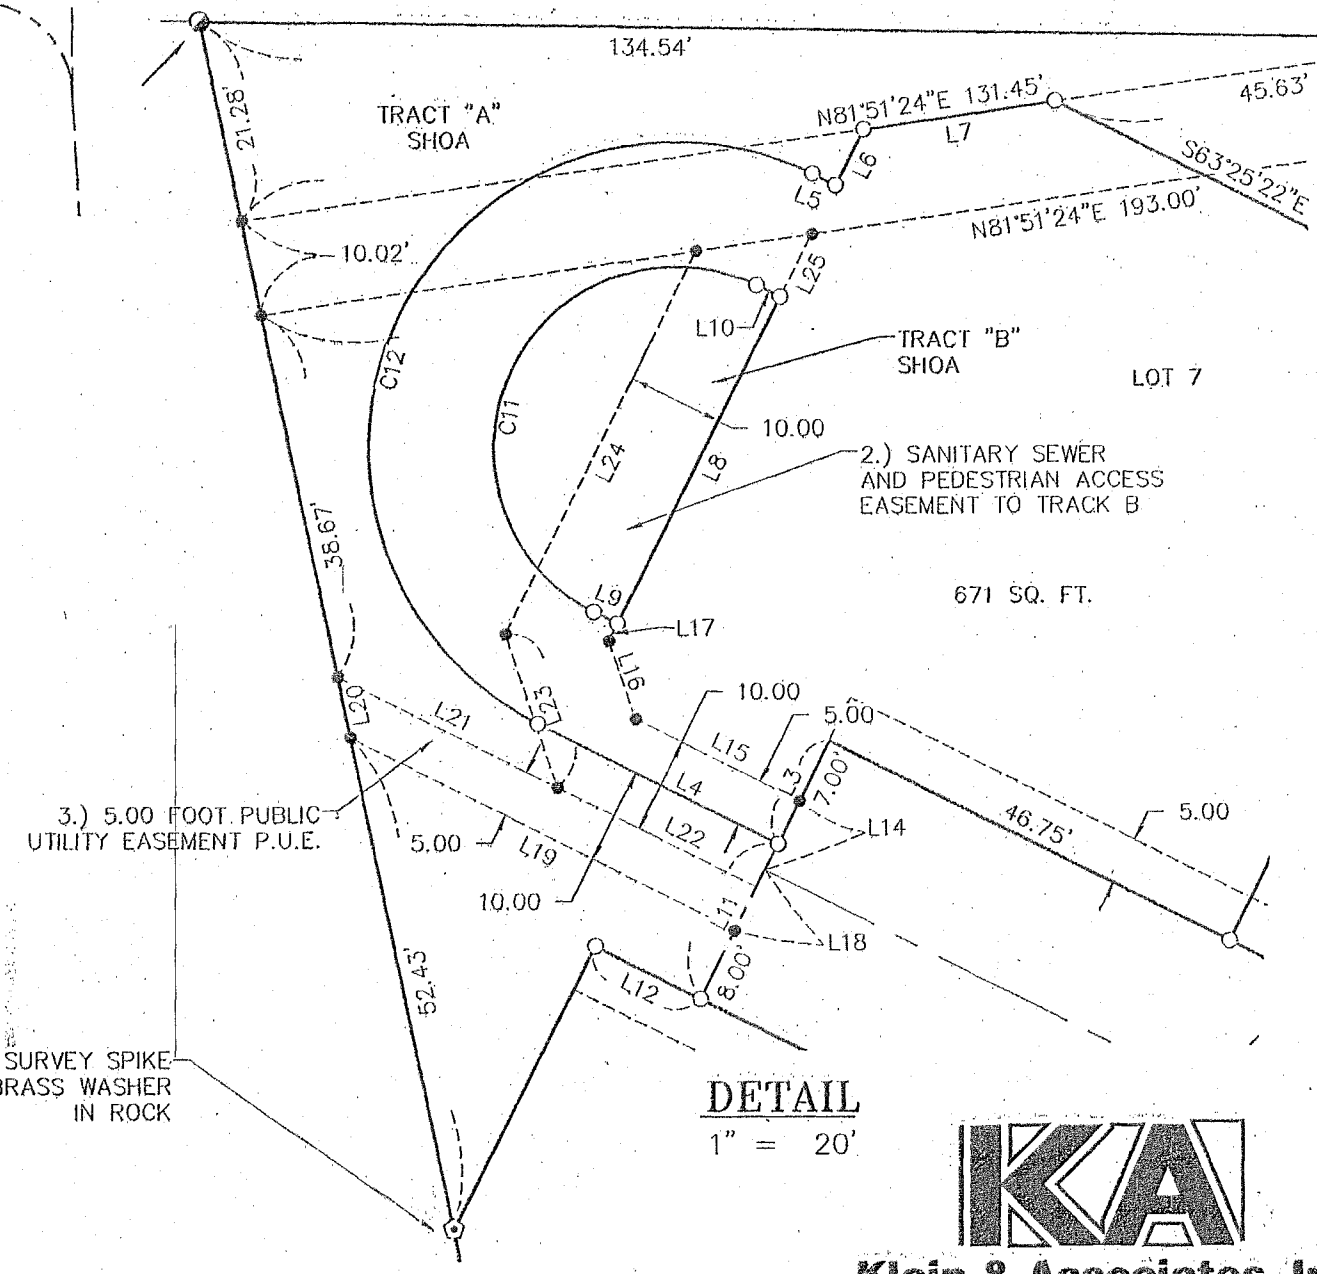 134.54'
21.28'
TRACT "A"
SHOA
N81°51'24"E 131.45'
45.63'
L7
L6
L5
S63°25'22"E
N81°51'24"E 193.00'
10.02'
L25
L10
TRACT "B"
SHOA
LOT 7
C12
C11
10.00
L24
L8
2.) SANITARY SEWER
AND PEDESTRIAN ACCESS
EASEMENT TO TRACK B
38.67'
671 SQ. FT.
L9
L17
L16
L23
10.00
L20
L21
5.00
L15
L3
7.00'
L4
L14
3.) 5.00 FOOT PUBLIC
UTILITY EASEMENT P.U.E.
5.00
L19
L22
46.75'
5.00
10.00
L11
L18
8.00'
L12
52.43'
SURVEY SPIKE
BRASS WASHER
IN ROCK
DETAIL
1" = 20'
KA
Klein & Associates,